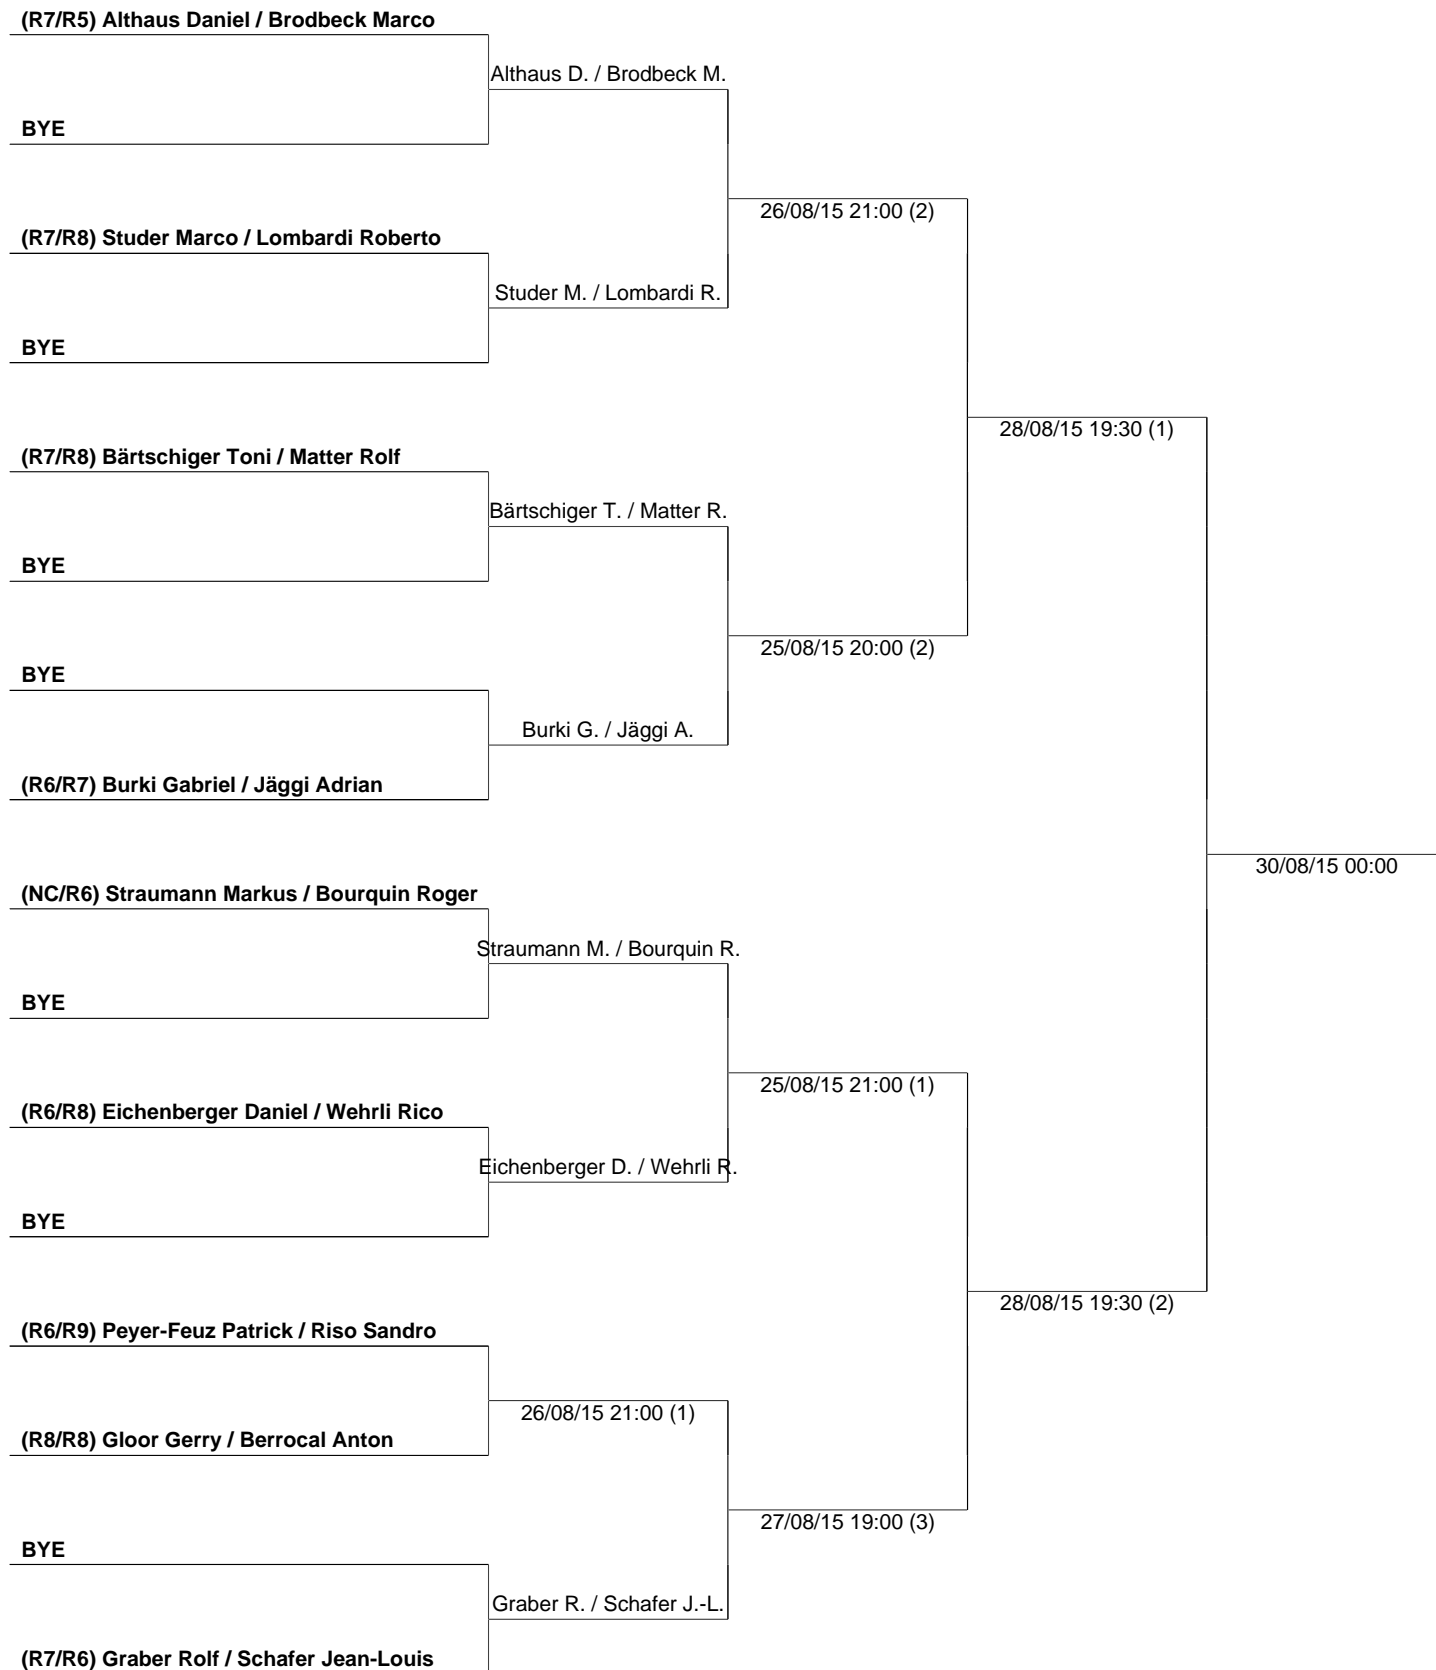 (R7/R5) Althaus Daniel / Brodbeck Marco
Althaus D. / Brodbeck M.
BYE
26/08/15 21:00 (2)
(R7/R8) Studer Marco / Lombardi Roberto
Studer M. / Lombardi R.
BYE
28/08/15 19:30 (1)
(R7/R8) Bärtschiger Toni / Matter Rolf
Bärtschiger T. / Matter R.
BYE
25/08/15 20:00 (2)
BYE
Burki G. / Jäggi A.
(R6/R7) Burki Gabriel / Jäggi Adrian
30/08/15 00:00
(NC/R6) Straumann Markus / Bourquin Roger
Straumann M. / Bourquin R.
BYE
25/08/15 21:00 (1)
(R6/R8) Eichenberger Daniel / Wehrli Rico
Eichenberger D. / Wehrli R.
BYE
28/08/15 19:30 (2)
(R6/R9) Peyer-Feuz Patrick / Riso Sandro
26/08/15 21:00 (1)
(R8/R8) Gloor Gerry / Berrocal Anton
27/08/15 19:00 (3)
BYE
Graber R. / Schafer J.-L.
(R7/R6) Graber Rolf / Schafer Jean-Louis